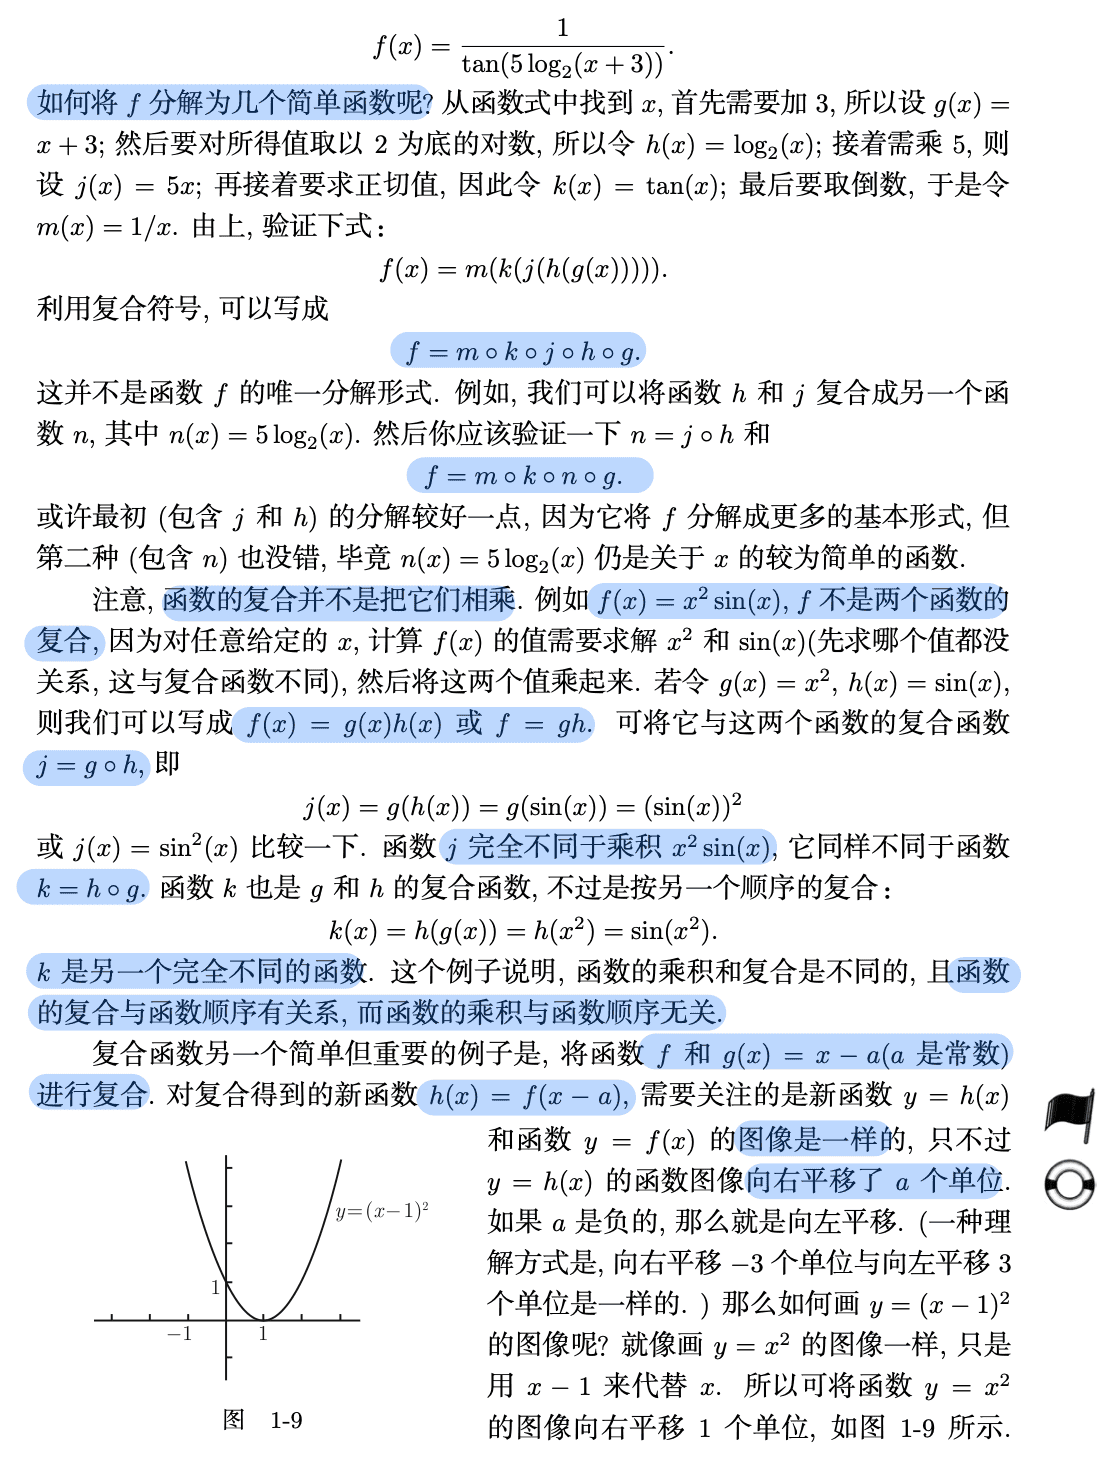 f(x) = 1 / tan(5 log₂(x + 3)).
如何将 f 分解为几个简单函数呢? 从函数式中找到 x, 首先需要加 3, 所以设 g(x) =
x + 3; 然后要对所得值取以 2 为底的对数, 所以令 h(x) = log₂(x); 接着需乘 5, 则
设 j(x) = 5x; 再接着要求正切值, 因此令 k(x) = tan(x); 最后要取倒数, 于是令
m(x) = 1/x. 由上, 验证下式：
f(x) = m(k(j(h(g(x))))).
利用复合符号, 可以写成
f = m ∘ k ∘ j ∘ h ∘ g.
这并不是函数 f 的唯一分解形式. 例如, 我们可以将函数 h 和 j 复合成另一个函
数 n, 其中 n(x) = 5 log₂(x). 然后你应该验证一下 n = j ∘ h 和
f = m ∘ k ∘ n ∘ g.
或许最初 (包含 j 和 h) 的分解较好一点, 因为它将 f 分解成更多的基本形式, 但
第二种 (包含 n) 也没错, 毕竟 n(x) = 5 log₂(x) 仍是关于 x 的较为简单的函数.
注意, 函数的复合并不是把它们相乘. 例如 f(x) = x² sin(x), f 不是两个函数的
复合, 因为对任意给定的 x, 计算 f(x) 的值需要求解 x² 和 sin(x)(先求哪个值都没
关系, 这与复合函数不同), 然后将这两个值乘起来. 若令 g(x) = x², h(x) = sin(x),
则我们可以写成 f(x) = g(x)h(x) 或 f = gh. 可将它与这两个函数的复合函数
j = g ∘ h, 即
j(x) = g(h(x)) = g(sin(x)) = (sin(x))²
或 j(x) = sin²(x) 比较一下. 函数 j 完全不同于乘积 x² sin(x), 它同样不同于函数
k = h ∘ g. 函数 k 也是 g 和 h 的复合函数, 不过是按另一个顺序的复合：
k(x) = h(g(x)) = h(x²) = sin(x²).
k 是另一个完全不同的函数. 这个例子说明, 函数的乘积和复合是不同的, 且函数
的复合与函数顺序有关系, 而函数的乘积与函数顺序无关.
复合函数另一个简单但重要的例子是, 将函数 f 和 g(x) = x − a(a 是常数)
进行复合. 对复合得到的新函数 h(x) = f(x − a), 需要关注的是新函数 y = h(x)
和函数 y = f(x) 的图像是一样的, 只不过
y = h(x) 的函数图像向右平移了 a 个单位.
如果 a 是负的, 那么就是向左平移. (一种理
解方式是, 向右平移 −3 个单位与向左平移 3
个单位是一样的. ) 那么如何画 y = (x − 1)²
的图像呢? 就像画 y = x² 的图像一样, 只是
用 x − 1 来代替 x. 所以可将函数 y = x²
的图像向右平移 1 个单位, 如图 1-9 所示.
y=(x−1)²
1
−1
1
图 1-9